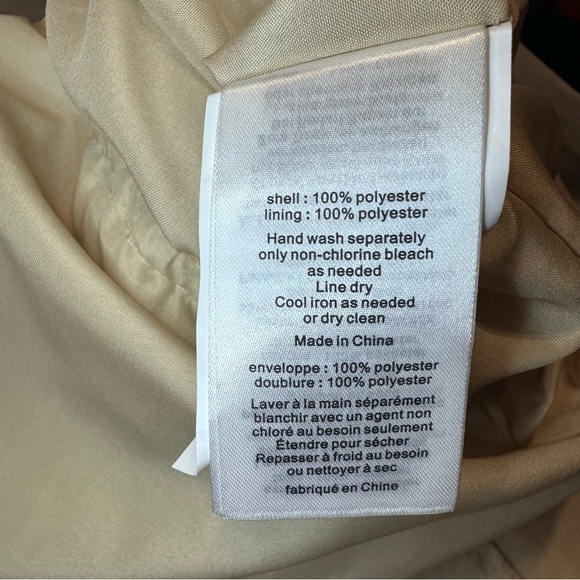 shell : 100% polyester
lining : 100% polyester
Hand wash separately
only non-chlorine bleach
as needed
Line dry
Cool iron as needed
or dry clean
Made in China
enveloppe : 100% polyester
doublure : 100% polyester
Laver à la main séparément
blanchir avec un agent non
chloré au besoin seulement
Étendre pour sécher
Repasser à froid au besoin
ou nettoyer à sec
fabriqué en Chine